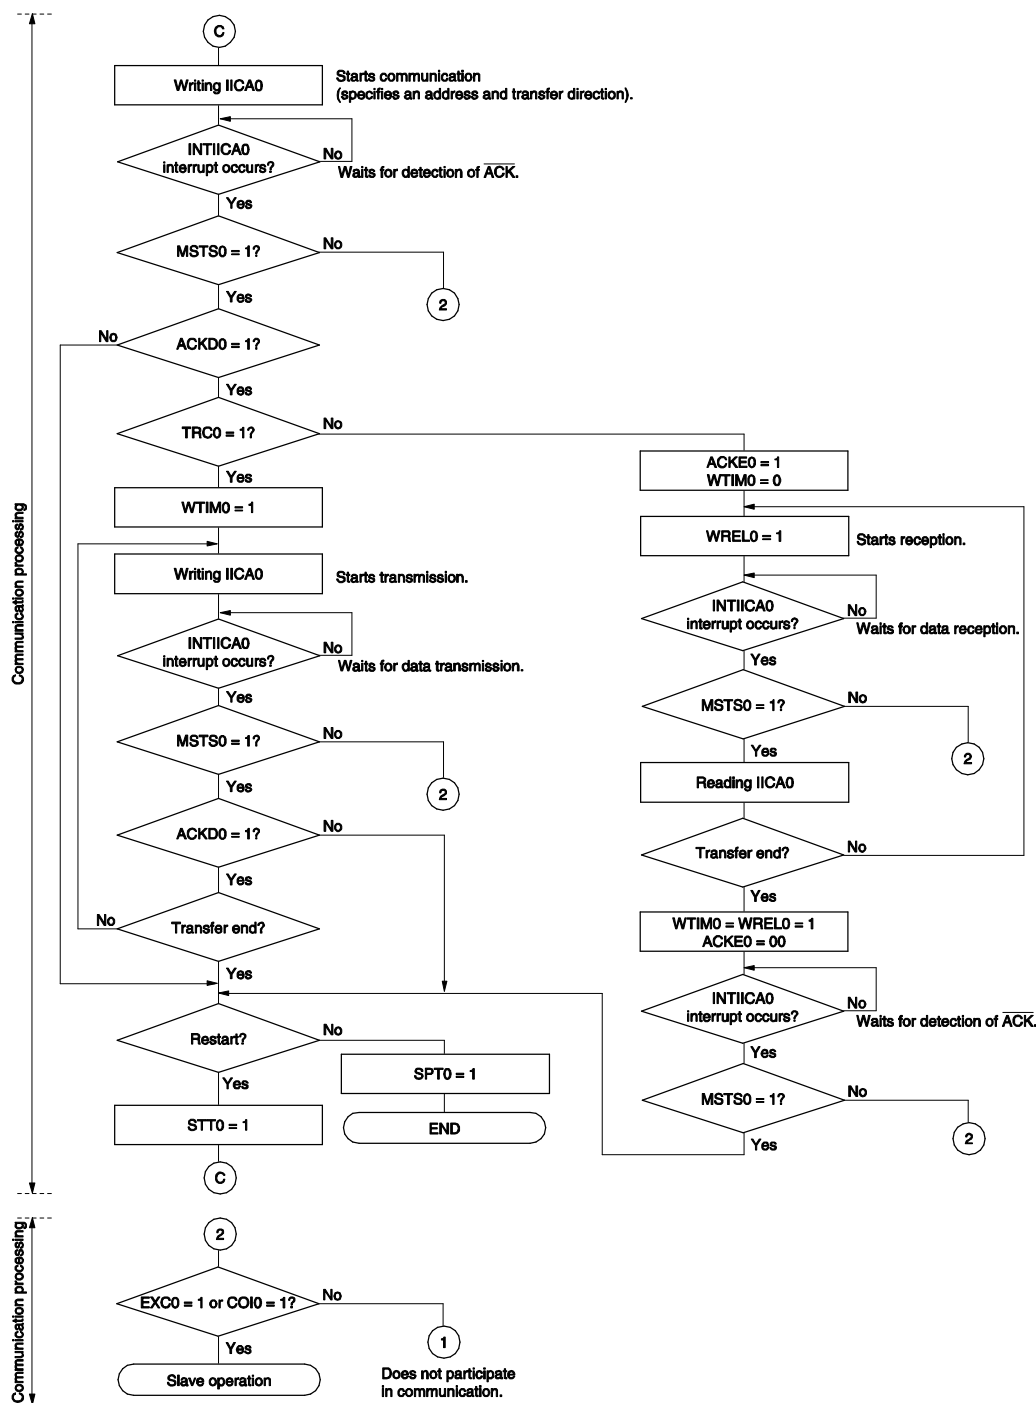 C
Writing IICA0
Starts communication
(specifies an address and transfer direction).
INTIICA0
interrupt occurs?
No
Waits for detection of ACK.
Yes
MSTS0 = 1?
No
2
Yes
No
ACKD0 = 1?
Yes
TRC0 = 1?
No
Yes
WTIM0 = 1
Writing IICA0
Starts transmission.
INTIICA0
interrupt occurs?
No
Waits for data transmission.
Yes
MSTS0 = 1?
No
2
Yes
ACKD0 = 1?
No
Yes
No
Transfer end?
Yes
Restart?
No
SPT0 = 1
END
Yes
STT0 = 1
C
ACKE0 = 1
WTIM0 = 0
WREL0 = 1
Starts reception.
INTIICA0
interrupt occurs?
No
Waits for data reception.
Yes
MSTS0 = 1?
No
2
Yes
Reading IICA0
Transfer end?
No
Yes
WTIM0 = WREL0 = 1
ACKE0 = 00
INTIICA0
interrupt occurs?
No
Waits for detection of ACK.
Yes
MSTS0 = 1?
No
2
Yes
Communication processing
2
EXC0 = 1 or COI0 = 1?
No
1
Does not participate
in communication.
Yes
Slave operation
Communication processing